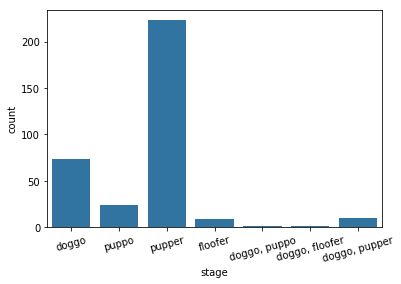 200
150
100
50
0
count
doggo
puppo
pupper
floofer
doggo, puppo
doggo, floofer
doggo, pupper
stage